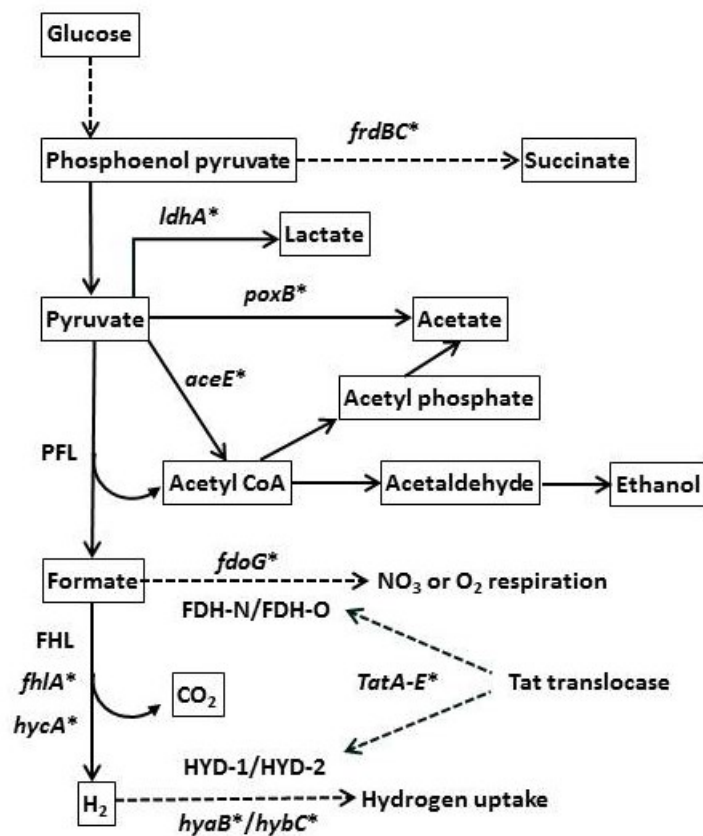 Glucose
frdBC*
Phosphoenol pyruvate
Succinate
ldhA*
Lactate
poxB*
Pyruvate
Acetate
aceE*
Acetyl phosphate
PFL
Acetyl CoA
Acetaldehyde
Ethanol
fdoG*
Formate
NO₃ or O₂ respiration
FDH-N/FDH-O
FHL
fhlA*
CO₂
TatA-E*
Tat translocase
hycA*
HYD-1/HYD-2
H₂
Hydrogen uptake
hyaB*/hybC*